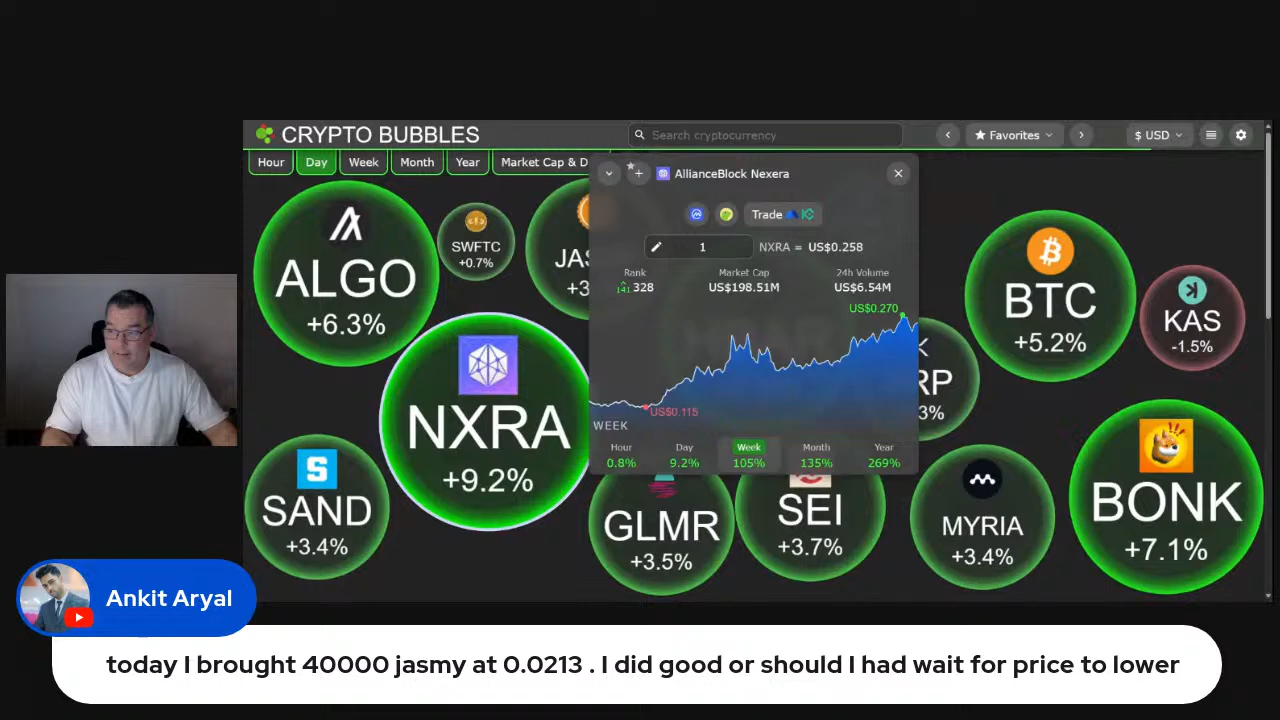 CRYPTO BUBBLES
Search cryptocurrency
Favorites
$ USD
Hour
Day
Week
Month
Year
Market Cap & D
AllianceBlock Nexera
Trade
1
NXRA = US$0.258
Rank
Market Cap
24h Volume
141 328
US$198.51M
US$6.54M
US$0.270
US$0.115
WEEK
Hour
Day
Week
Month
Year
0.8%
9.2%
105%
135%
269%
ALGO
+6.3%
SWFTC
+0.7%
JAS
+3
NXRA
+9.2%
BTC
+5.2%
KAS
-1.5%
RP
3%
SAND
+3.4%
GLMR
+3.5%
SEI
+3.7%
MYRIA
+3.4%
BONK
+7.1%
Ankit Aryal
today I brought 40000 jasmy at 0.0213 . I did good or should I had wait for price to lower